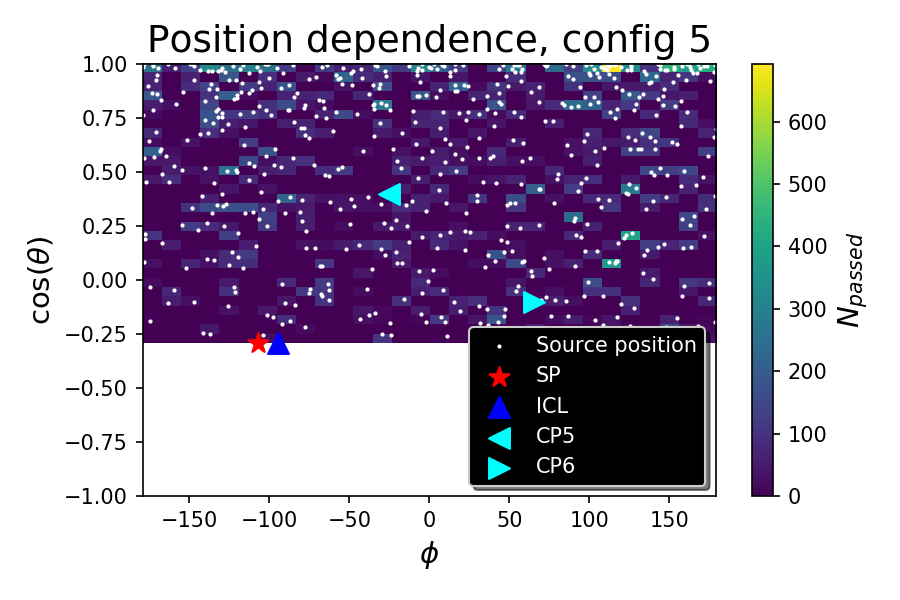 Position dependence, config 5
1.00
0.75
0.50
0.25
0.00
−0.25
−0.50
−0.75
−1.00
cos(θ)
−150
−100
−50
0
50
100
150
ϕ
Source position
SP
ICL
CP5
CP6
600
500
400
300
200
100
0
N_passed